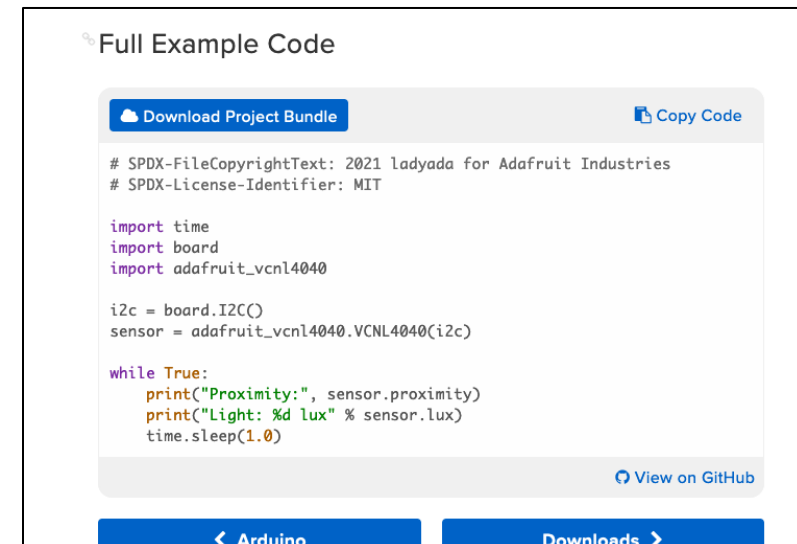 Full Example Code
Download Project Bundle
Copy Code
# SPDX-FileCopyrightText: 2021 ladyada for Adafruit Industries
# SPDX-License-Identifier: MIT
import time
import board
import adafruit_vcnl4040
i2c = board.I2C()
sensor = adafruit_vcnl4040.VCNL4040(i2c)
while True:
    print("Proximity:", sensor.proximity)
    print("Light: %d lux" % sensor.lux)
    time.sleep(1.0)
View on GitHub
Arduino
Downloads